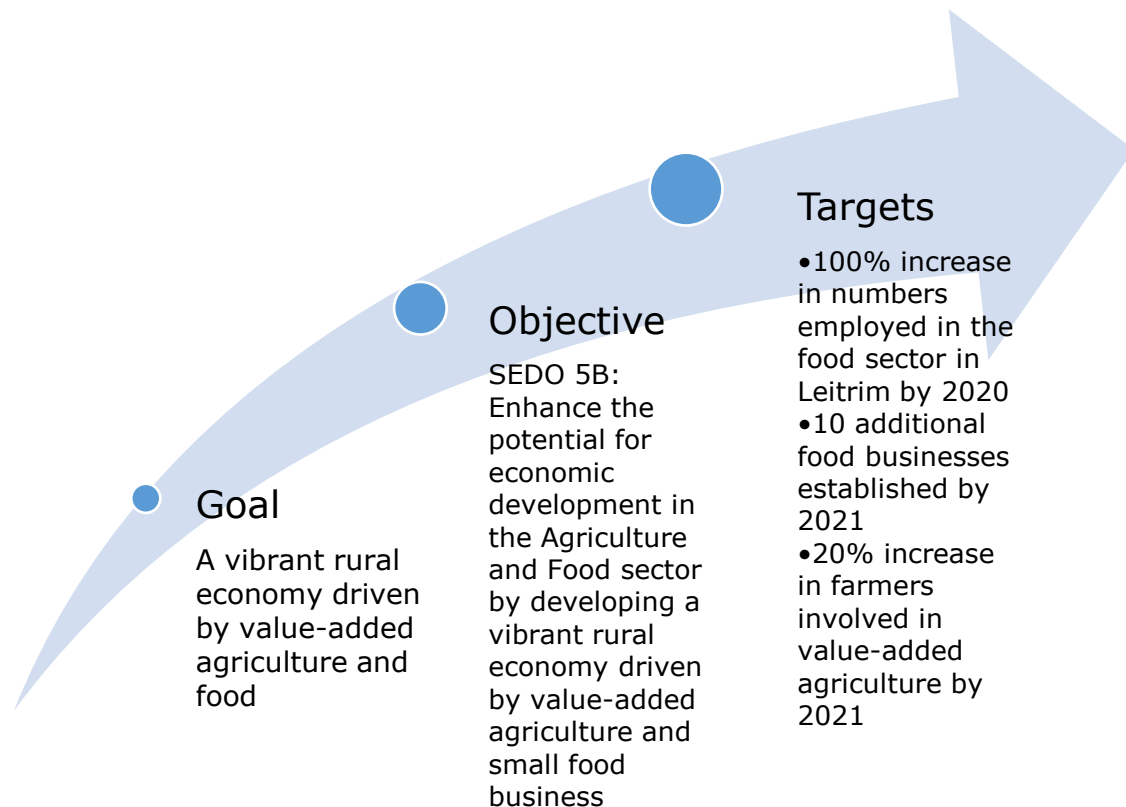 Goal
A vibrant rural
economy driven
by value-added
agriculture and
food
Objective
SEDO 5B:
Enhance the
potential for
economic
development in
the Agriculture
and Food sector
by developing a
vibrant rural
economy driven
by value-added
agriculture and
small food
business
Targets
•100% increase
in numbers
employed in the
food sector in
Leitrim by 2020
•10 additional
food businesses
established by
2021
•20% increase
in farmers
involved in
value-added
agriculture by
2021